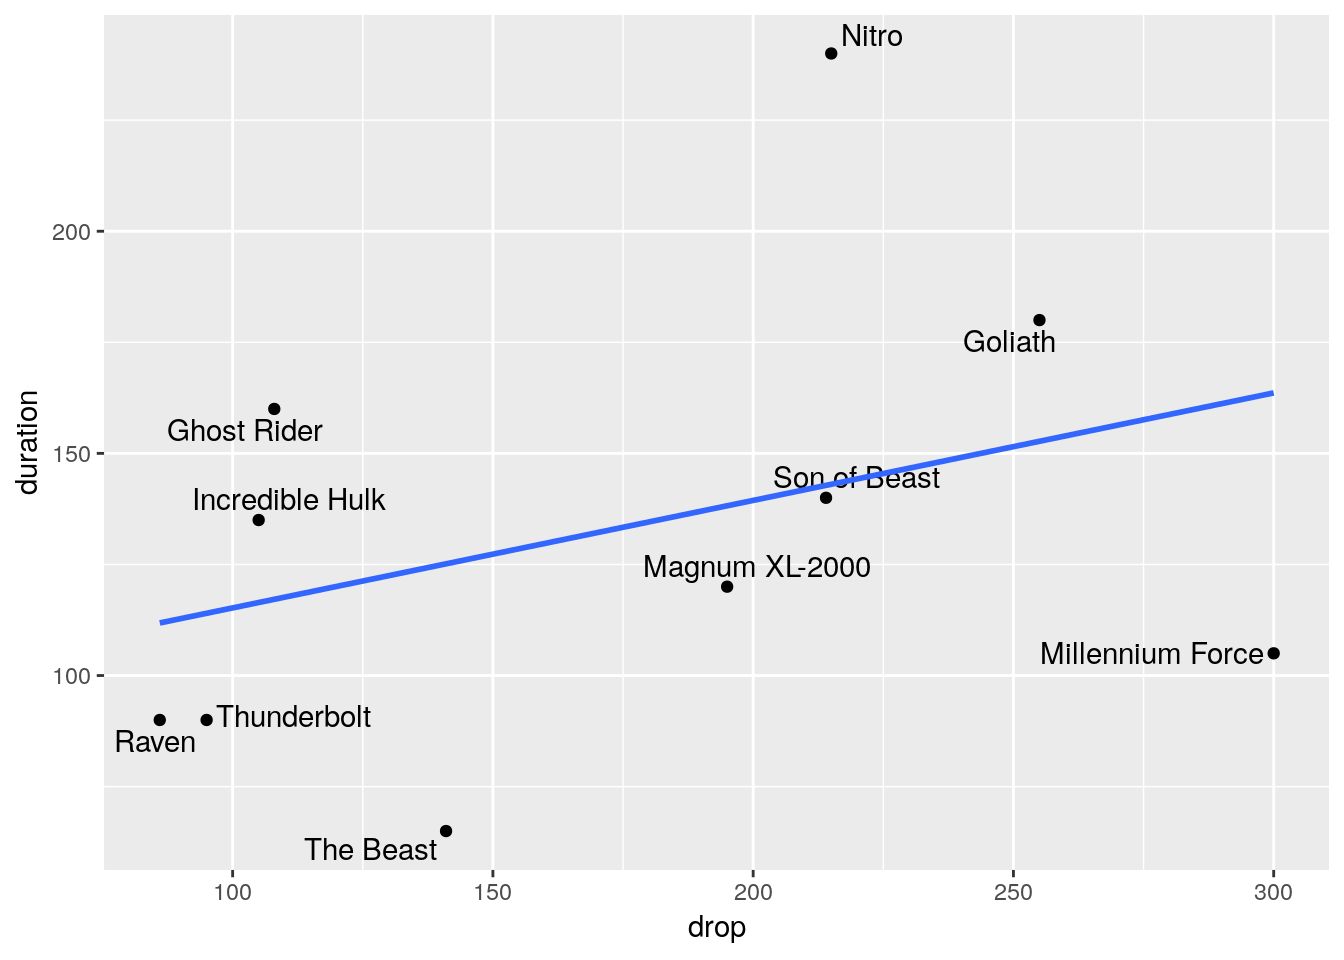 Nitro
200
Goliath
Ghost Rider
150
duration
Son of Beast
Incredible Hulk
Magnum XL-2000
Millennium Force
100
Thunderbolt
Raven
The Beast
100 150 200 250 300
drop